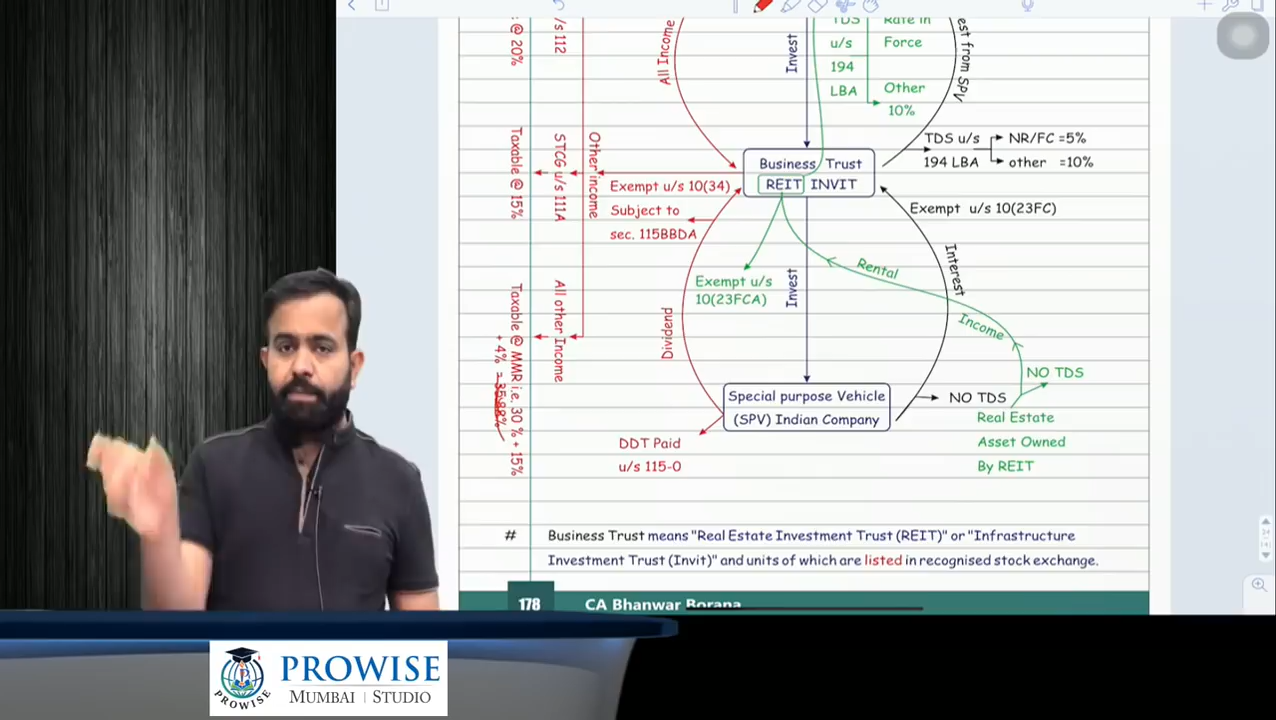 : @ 20%
u/s 112
All Income
Invest
TDS
u/s
194
LBA
Rate in
Force
Other
10%
est from SPV
TDS u/s
194 LBA
NR/FC =5%
other =10%
Business Trust
REIT INVIT
Taxable @ 15%
STCG u/s 111A
Other income
Exempt u/s 10(34)
Subject to
sec. 115BBDA
Exempt u/s 10(23FC)
Exempt u/s
10(23FCA)
Invest
Rental
Income
Interest
Dividend
Taxable @ MMR i.e. 30 % + 15%
+ 4% = 35.88%
All other Income
Special purpose Vehicle
(SPV) Indian Company
NO TDS
NO TDS
Real Estate
Asset Owned
By REIT
DDT Paid
u/s 115-O
# Business Trust means "Real Estate Investment Trust (REIT)" or "Infrastructure
Investment Trust (Invit)" and units of which are listed in recognised stock exchange.
178 CA Bhanwar Borana
PROWISE
PROWISE
MUMBAI | STUDIO